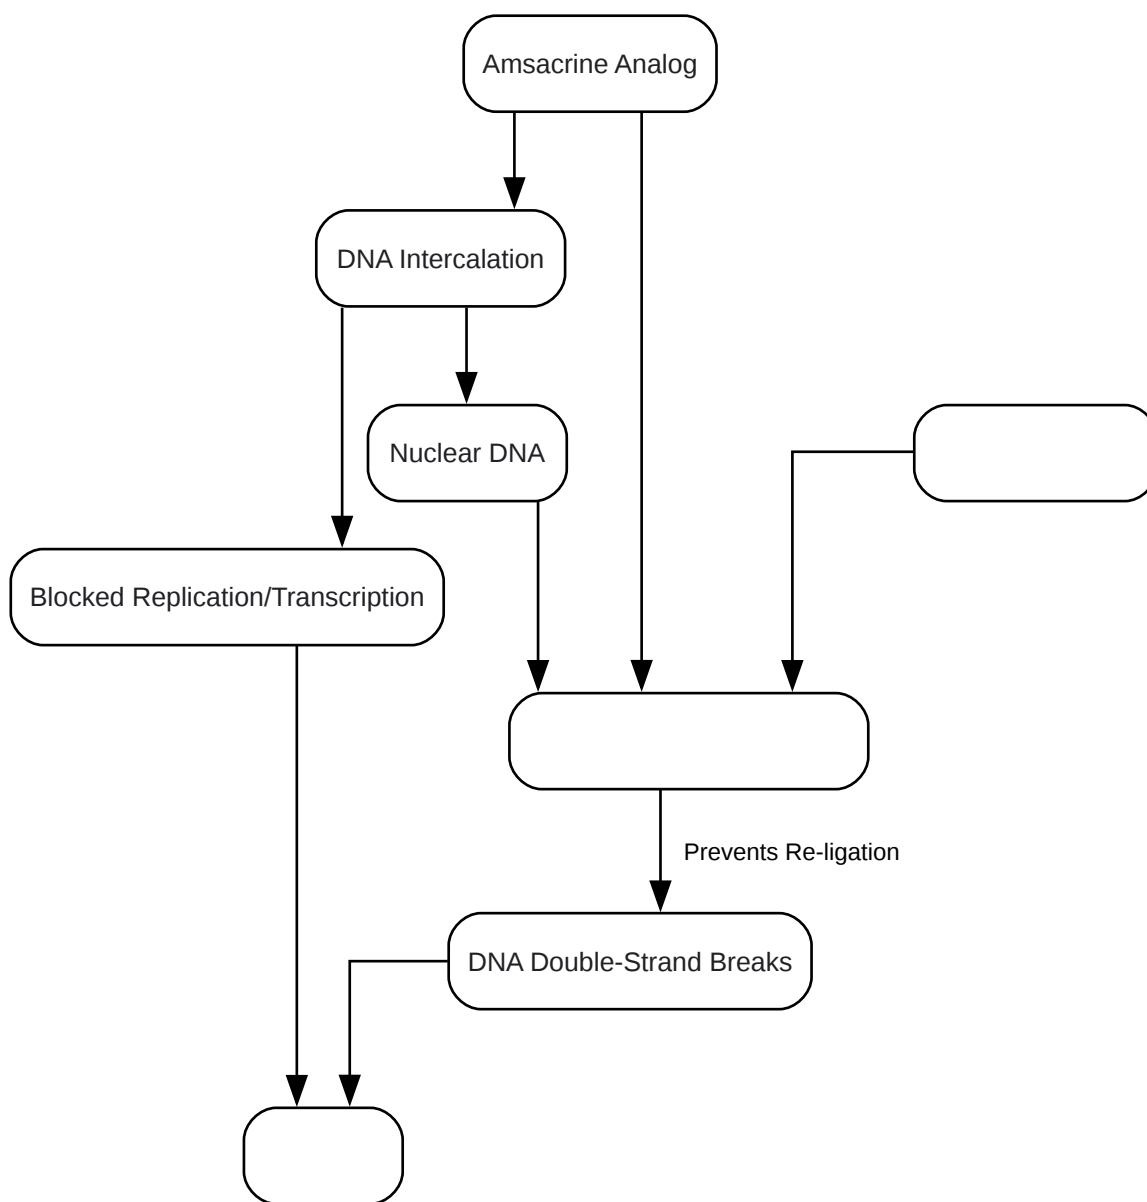 Amsacrine Analog
DNA Intercalation
Nuclear DNA
Blocked Replication/Transcription
Prevents Re-ligation
DNA Double-Strand Breaks